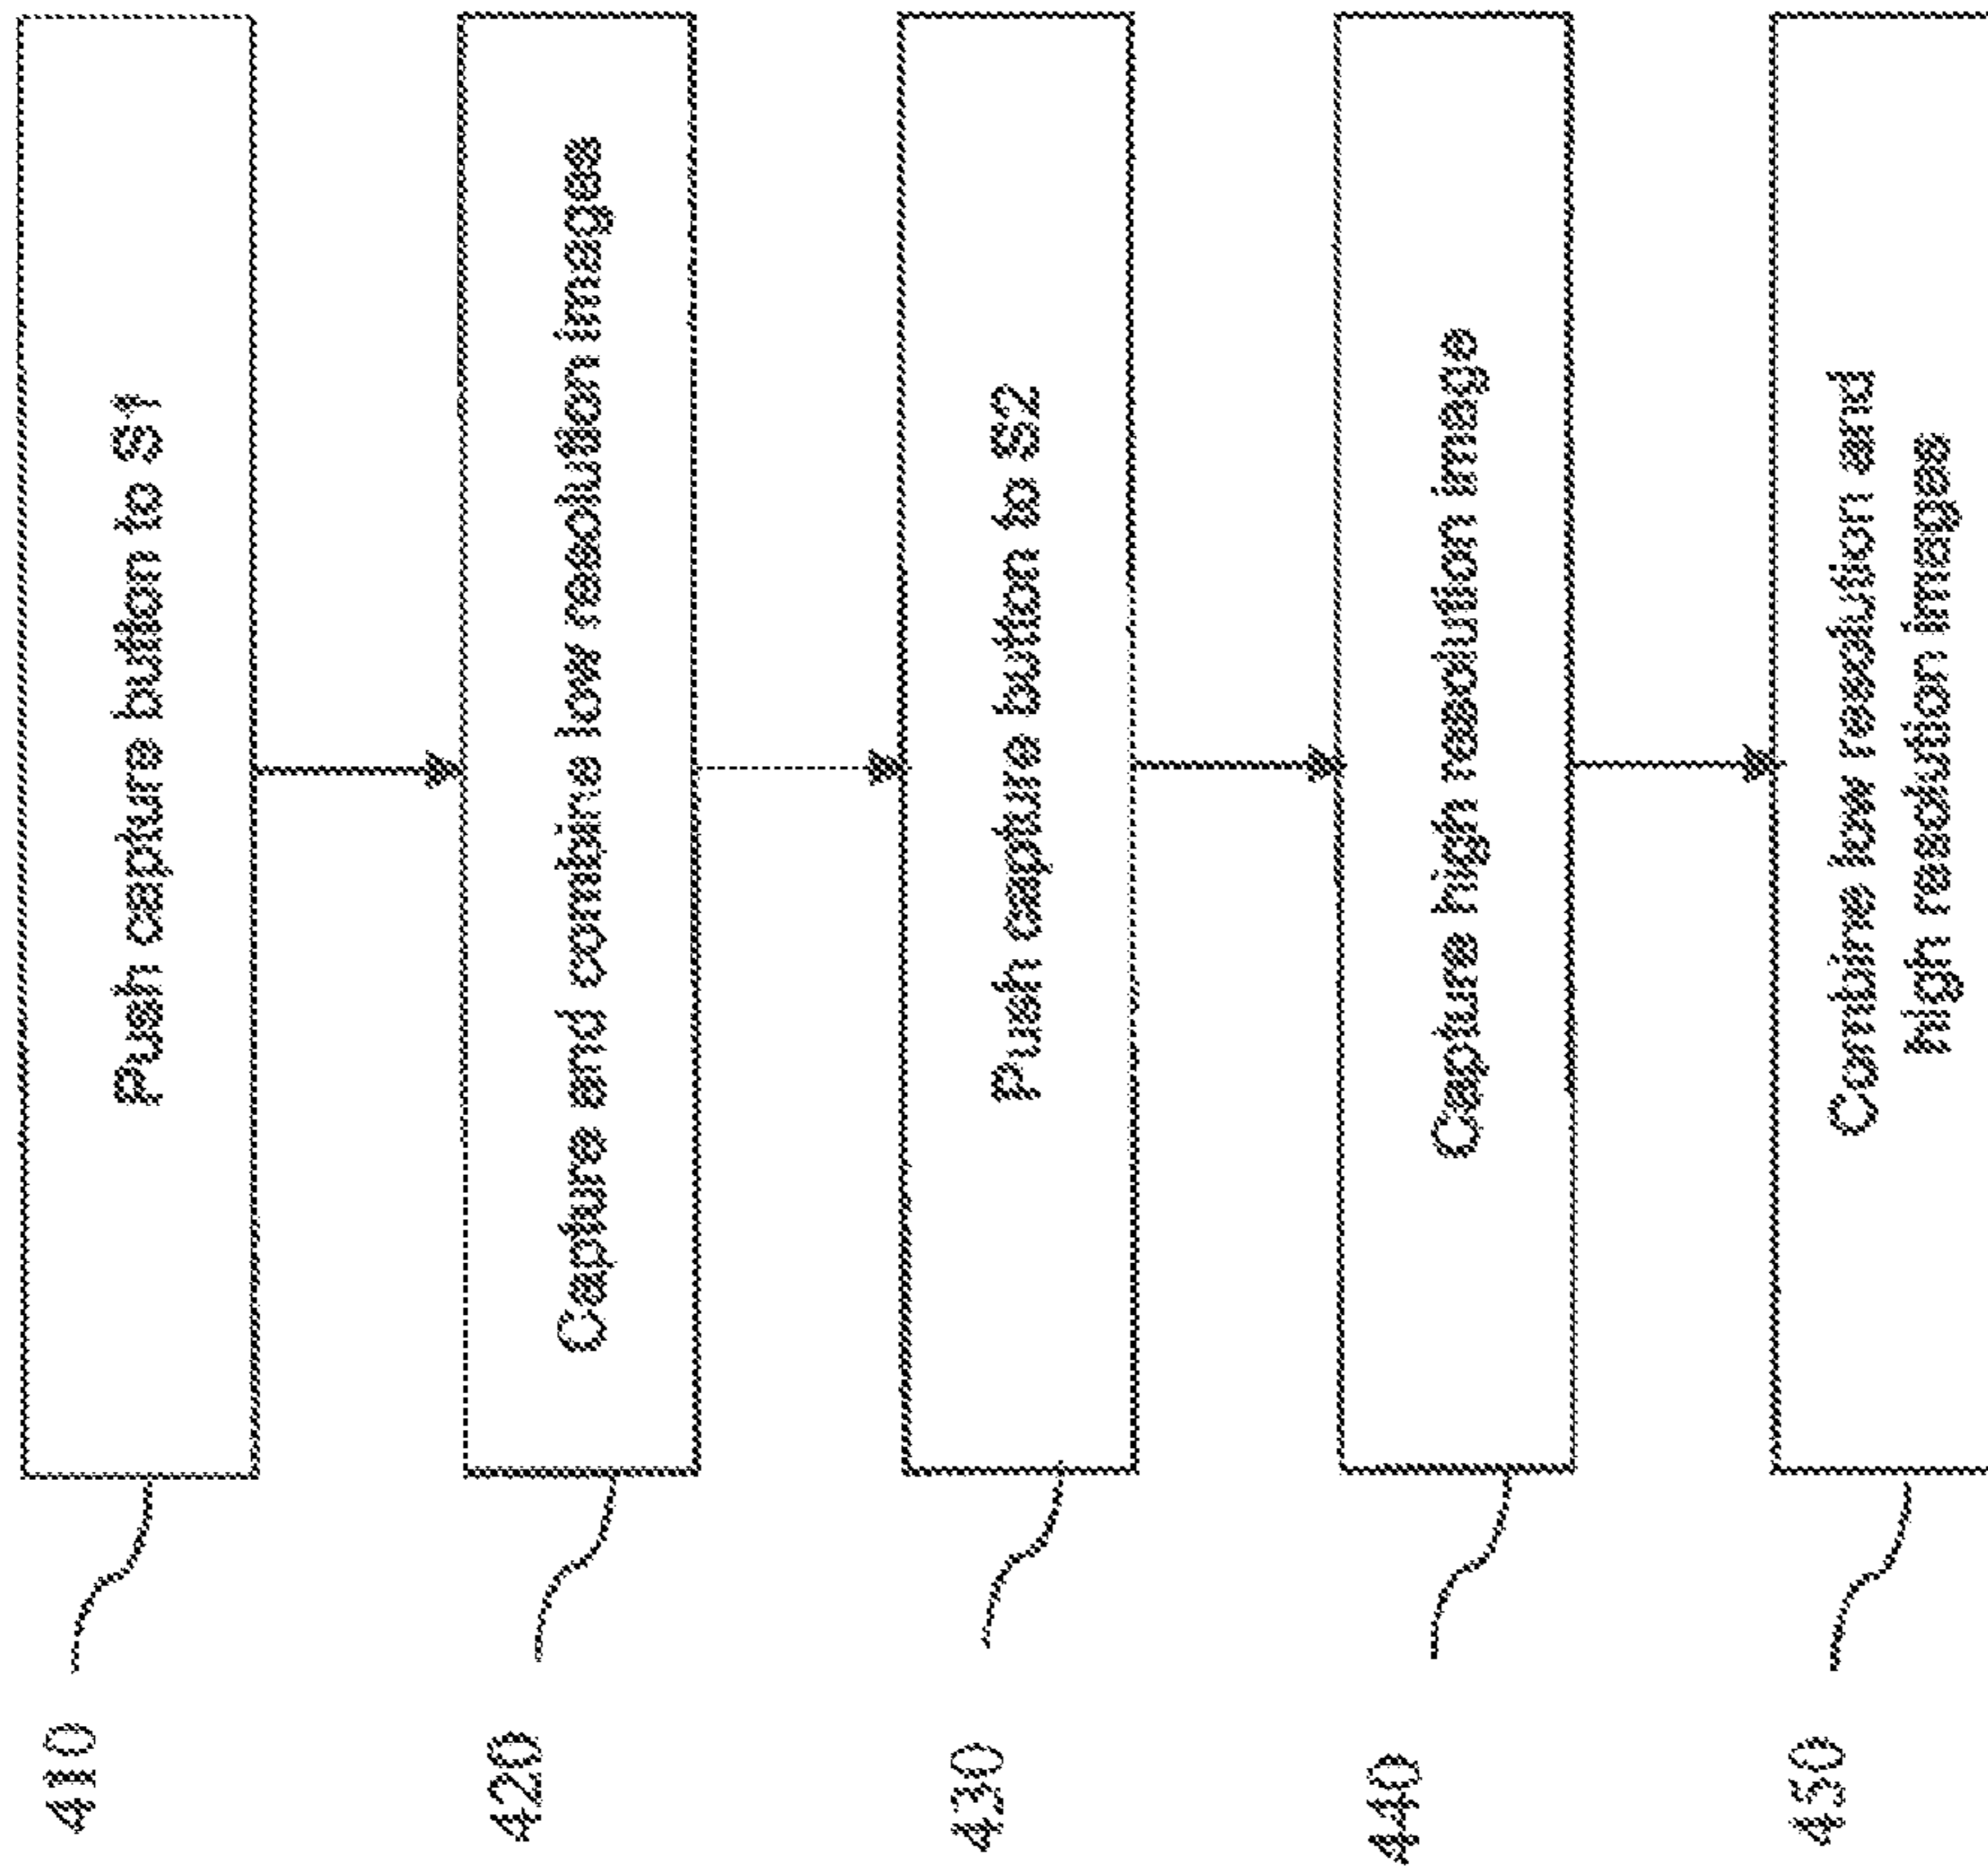 410
Push capture button to S1
420
Capture and combine low resolution images
430
Push capture button to S2
440
Capture high resolution image
450
Combine low resolution and
high resolution images